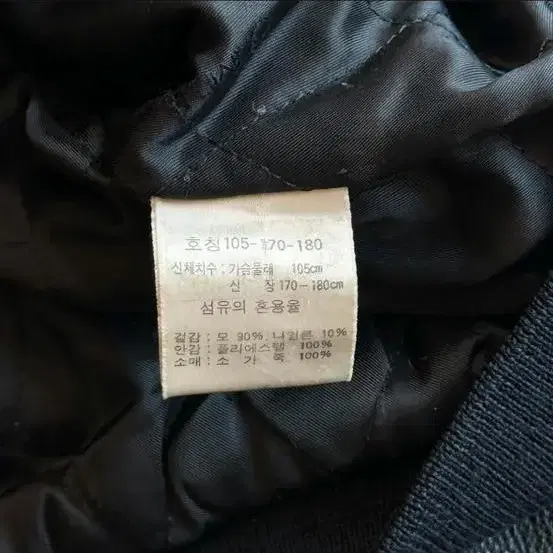 호칭 105-170-180
신체치수 : 가슴둘레 105cm
신 장 170-180cm
섬유의 혼용율
겉감 : 모 90%, 나일론 10%
안감 : 폴리에스텔 100%
소매 : 소 가 죽 100%